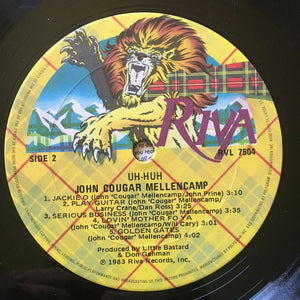 RIVA
SIDE 2
RVL 7504
UH-HUH
JOHN COUGAR MELLENCAMP
1. JACKIE O (John 'Cougar' Mellencamp/John Prine) 3:10
2. PLAY GUITAR (John 'Cougar' Mellencamp/
Larry Crane/Dan Ross) 3:25
3. SERIOUS BUSINESS (John 'Cougar' Mellencamp) 3:25
4. LOVIN' MOTHER FO YA
(John 'Cougar' Mellencamp/Will Cary) 3:10
5. GOLDEN GATES
(John 'Cougar' Mellencamp) 4:02
Produced by Little Bastard
& Don Gehman
℗ 1983 Riva Records, Inc.